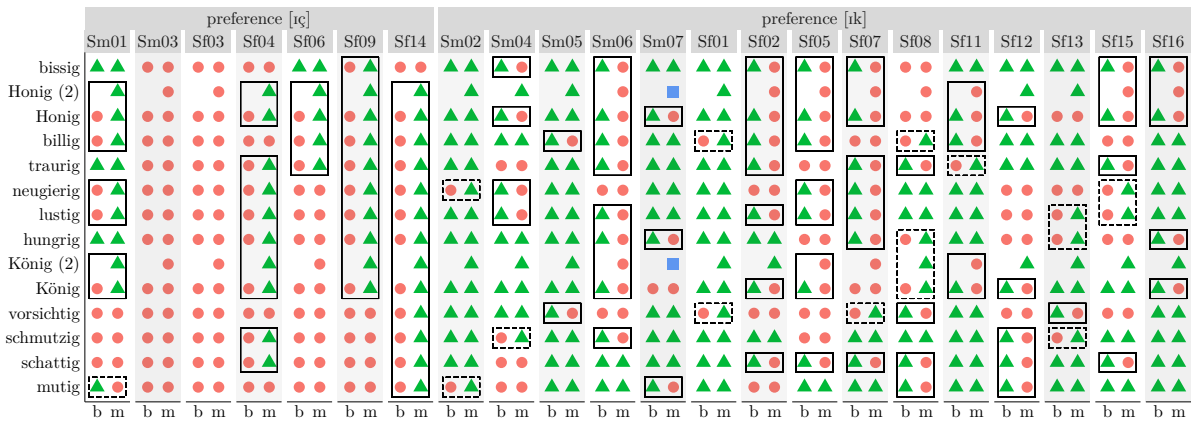 preference [ɪç] preference [ɪk]
Sm01 Sm03 Sf03 Sf04 Sf06 Sf09 Sf14 Sm02 Sm04 Sm05 Sm06 Sm07 Sf01 Sf02 Sf05 Sf07 Sf08 Sf11 Sf12 Sf13 Sf15 Sf16
bissig
Honig (2)
Honig
billig
traurig
neugierig
lustig
hungrig
König (2)
König
vorsichtig
schmutzig
schattig
mutig
b m b m b m b m b m b m b m b m b m b m b m b m b m b m b m b m b m b m b m b m b m b m